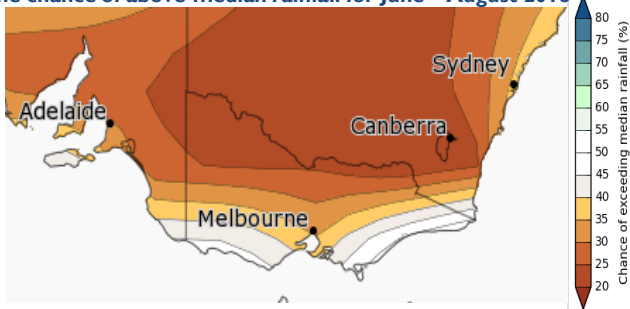 he chance of above median rainfall for June - August 2018
Sydney
Adelaide
Canberra
Melbourne
80
75
70
65
60
55
50
45
40
35
30
25
20
Chance of exceeding median rainfall (%)